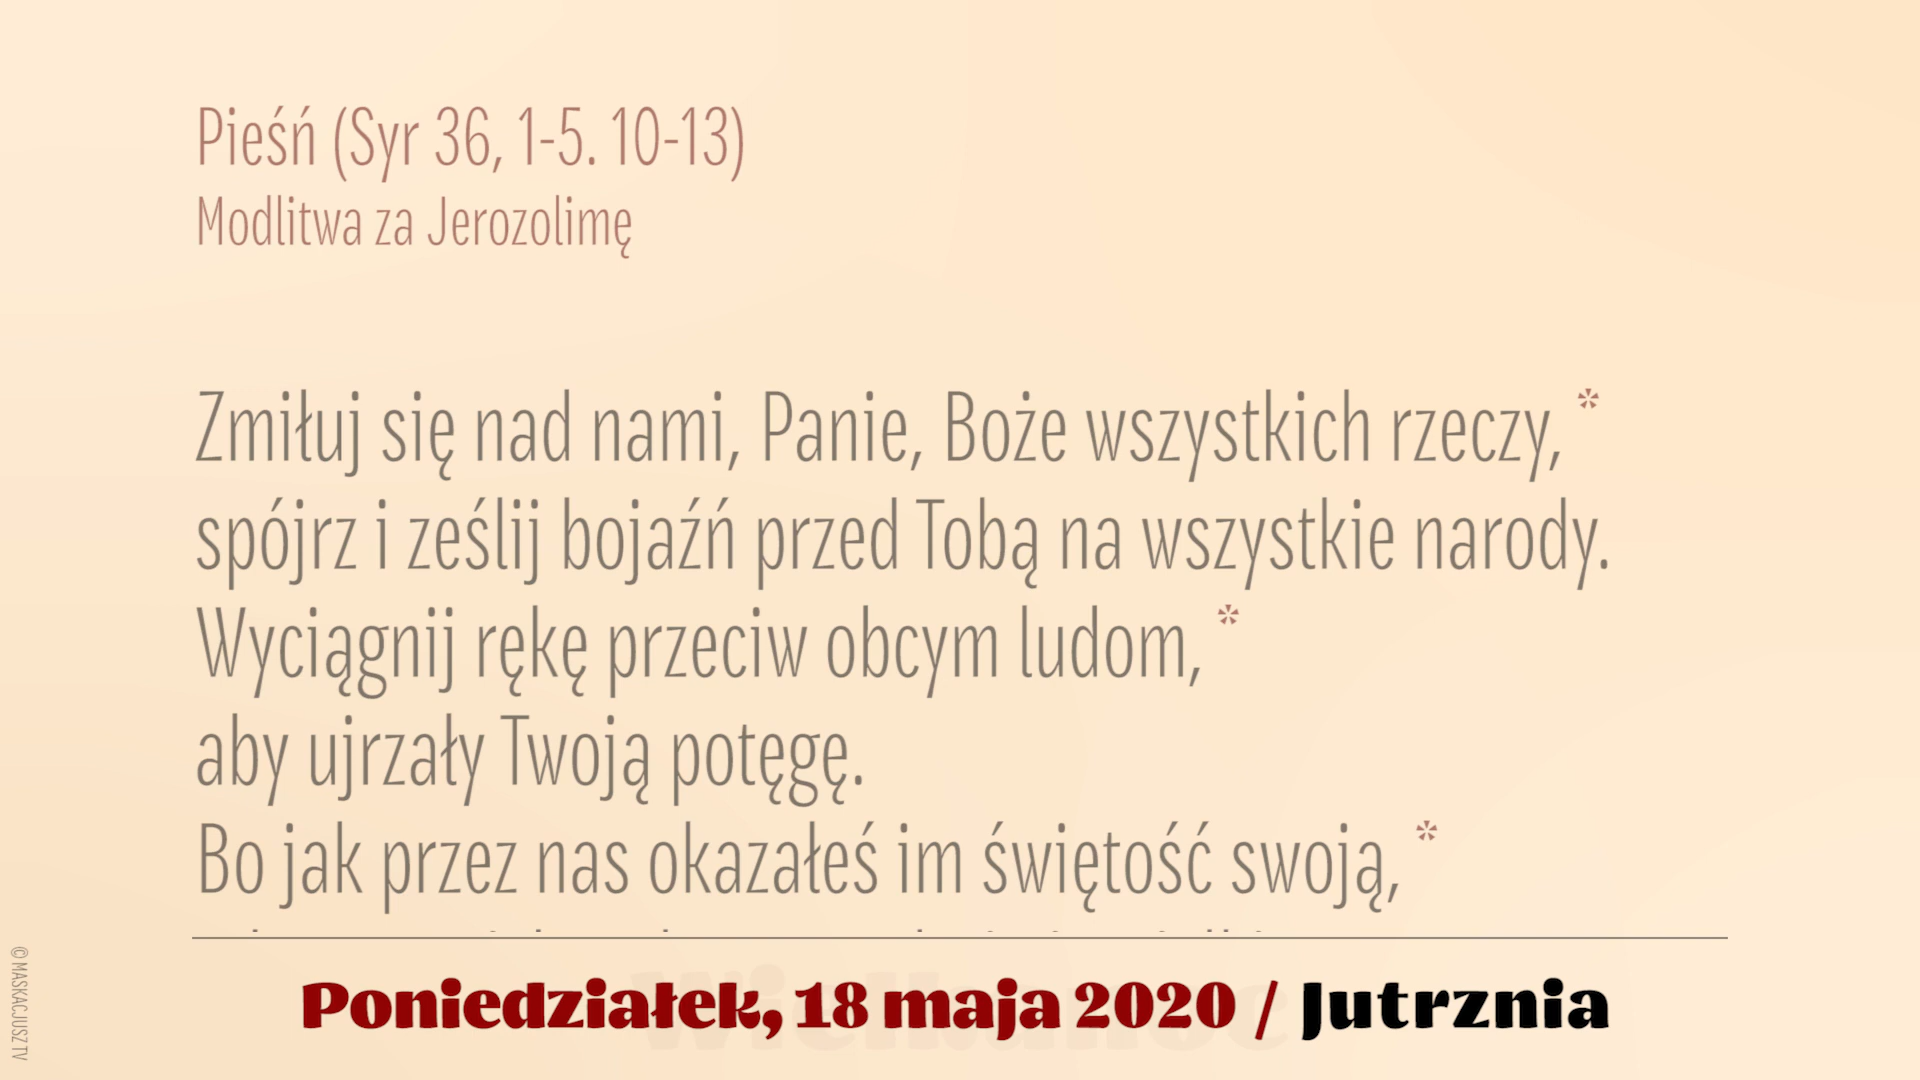 Pieśń (Syr 36, 1-5. 10-13)
Modlitwa za Jerozolimę
Zmiłuj się nad nami, Panie, Boże wszystkich rzeczy, *
spójrz i ześlij bojaźń przed Tobą na wszystkie narody.
Wyciągnij rękę przeciw obcym ludom, *
aby ujrzały Twoją potęgę.
Bo jak przez nas okazałeś im świętość swoją, *
Poniedziałek, 18 maja 2020 / Jutrznia
© MASKACJUSZ TV